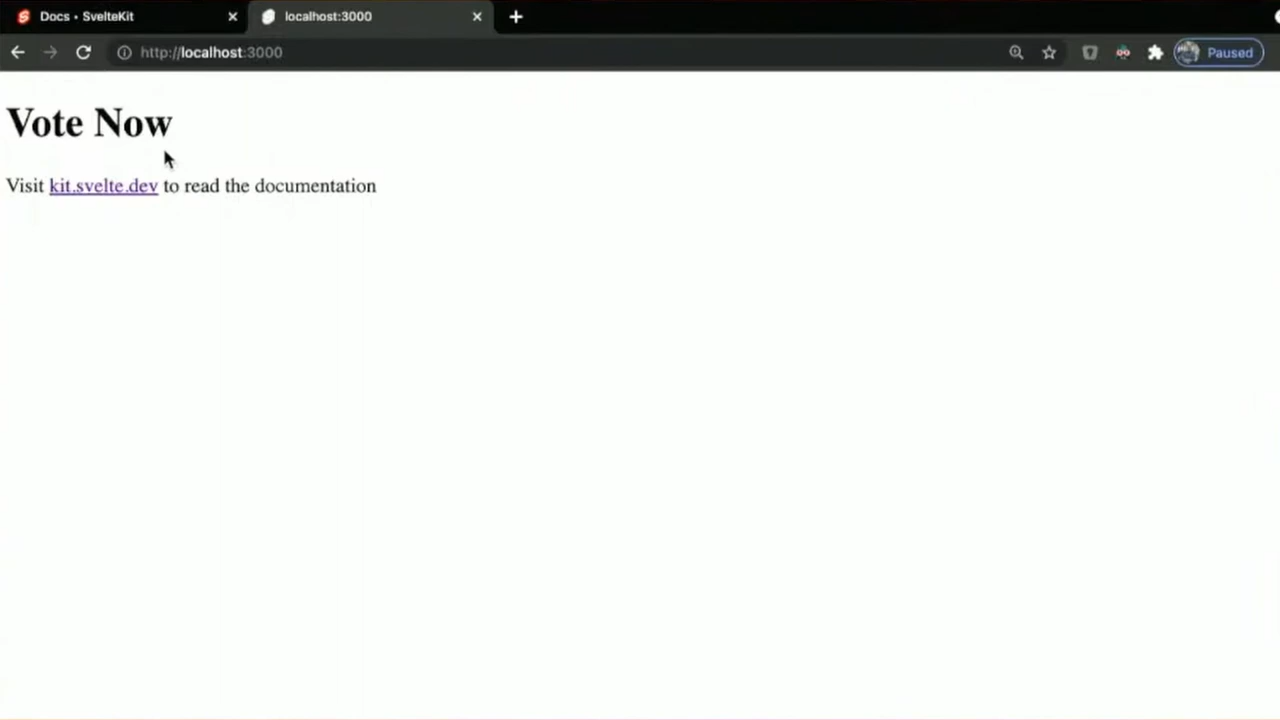 Docs • SvelteKit
localhost:3000
http://localhost:3000
Paused
Vote Now
Visit kit.svelte.dev to read the documentation